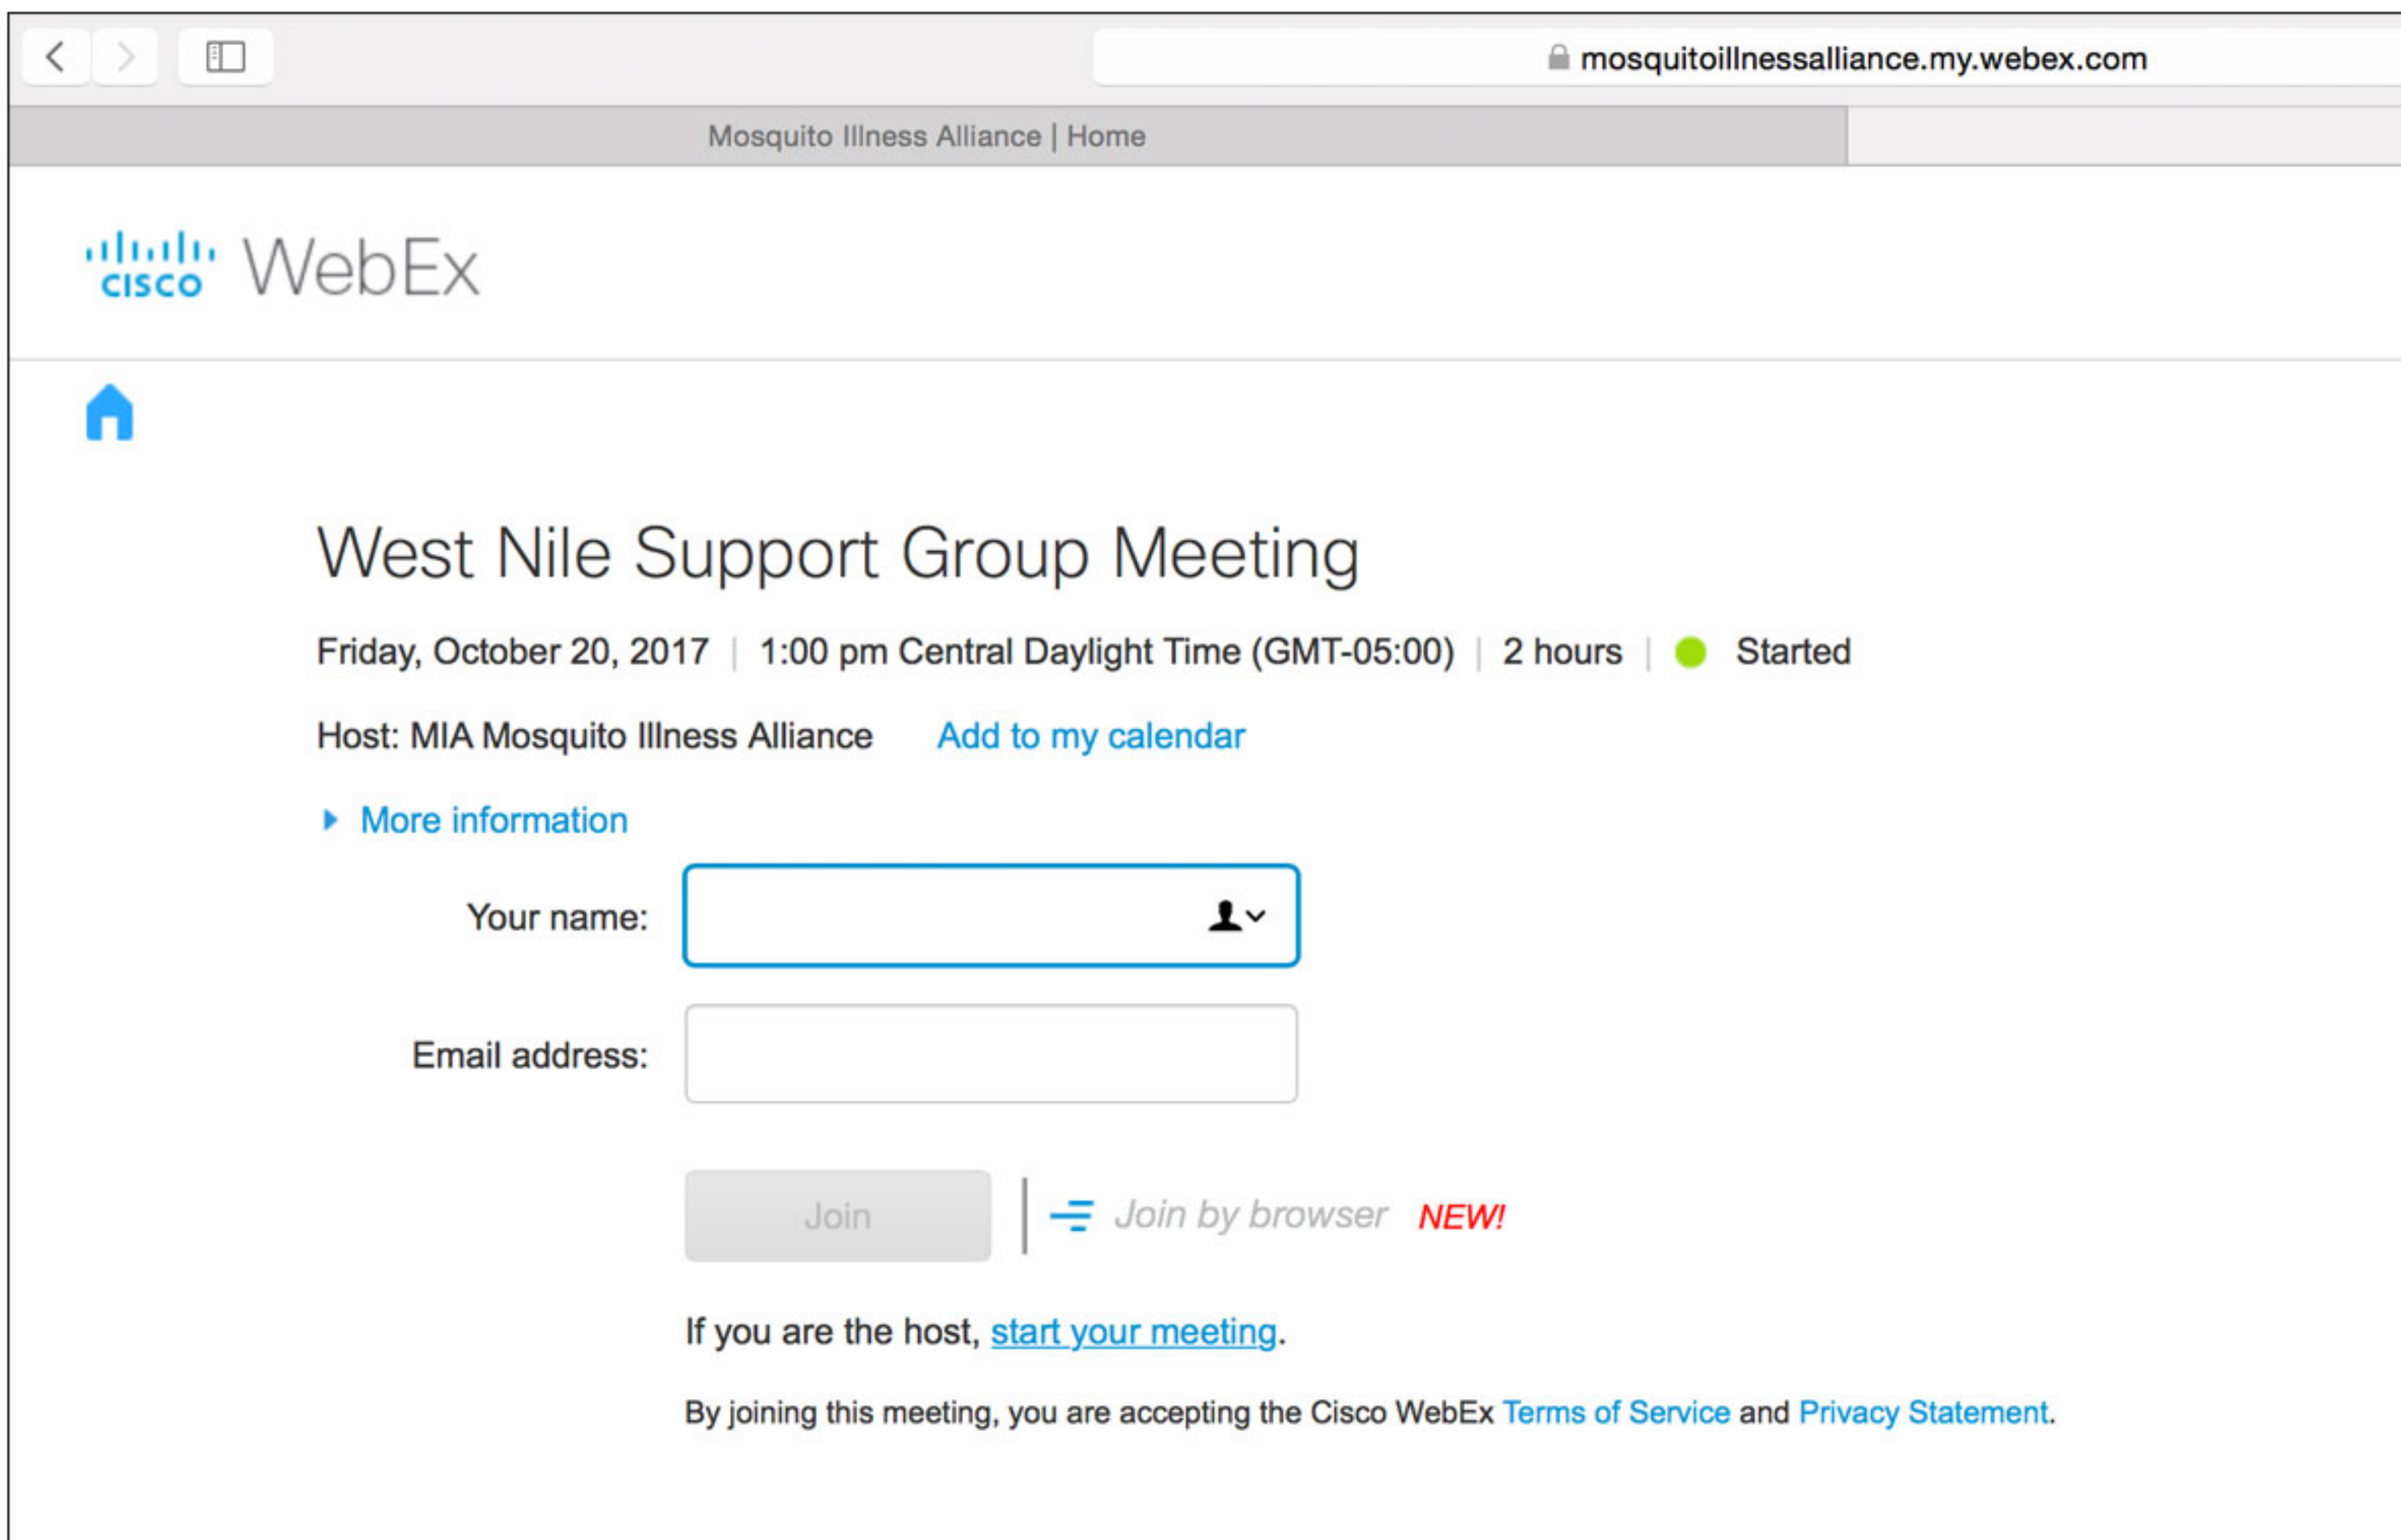 mosquitoillnessalliance.my.webex.com
Mosquito Illness Alliance | Home
CISCO WebEx
West Nile Support Group Meeting
Friday, October 20, 2017 | 1:00 pm Central Daylight Time (GMT-05:00) | 2 hours | Started
Host: MIA Mosquito Illness Alliance Add to my calendar
More information
Your name:
Email address:
Join | Join by browser NEW!
If you are the host, start your meeting.
By joining this meeting, you are accepting the Cisco WebEx Terms of Service and Privacy Statement.